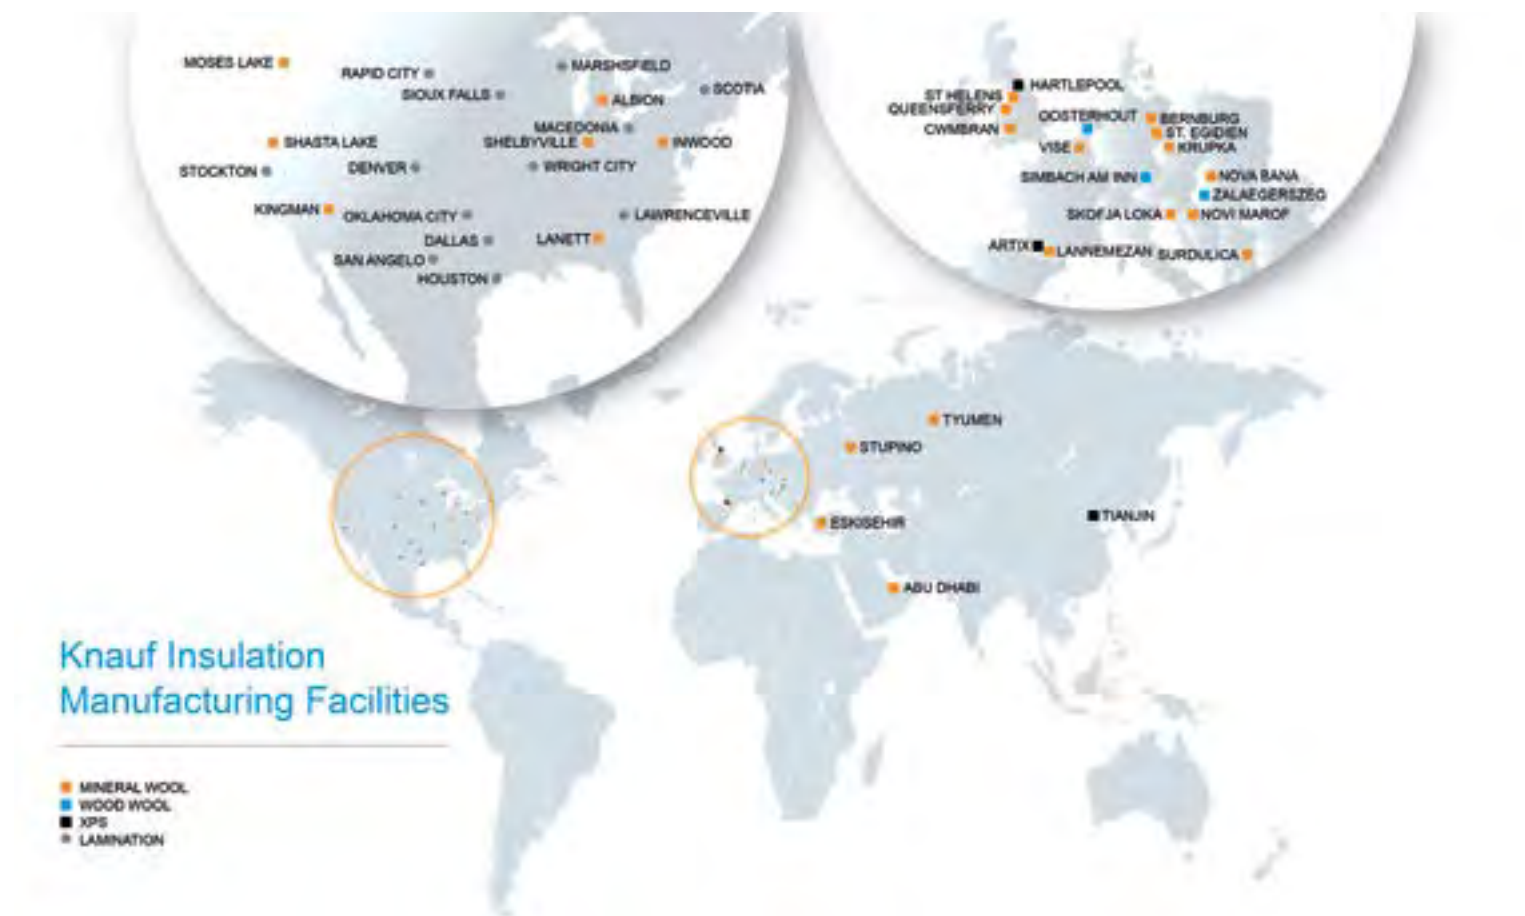 MOSES LAKE
RAPID CITY
MARSHSFIELD
SIOUX FALLS
SCOTIA
ALBION
MACEDONIA
SHASTA LAKE
SHELBYVILLE
INWOOD
STOCKTON
DENVER
WRIGHT CITY
KINGMAN
OKLAHOMA CITY
LAWRENCEVILLE
DALLAS
LANETT
SAN ANGELO
HOUSTON
HARTLEPOOL
ST HELENS
QUEENSFERRY
OOSTERHOUT
BERNBURG
CWMBRAN
ST. EGIDIEN
VISE
KRUPKA
SIMBACH AM INN
NOVA BANA
ZALAEGERSZEG
SKOFJA LOKA
NOVI MAROF
ARTIX
LANNEMEZAN
SURDULICA
TYUMEN
STUPINO
ESKISEHIR
TIANJIN
ABU DHABI
Knauf Insulation
Manufacturing Facilities
MINERAL WOOL
WOOD WOOL
XPS
LAMINATION